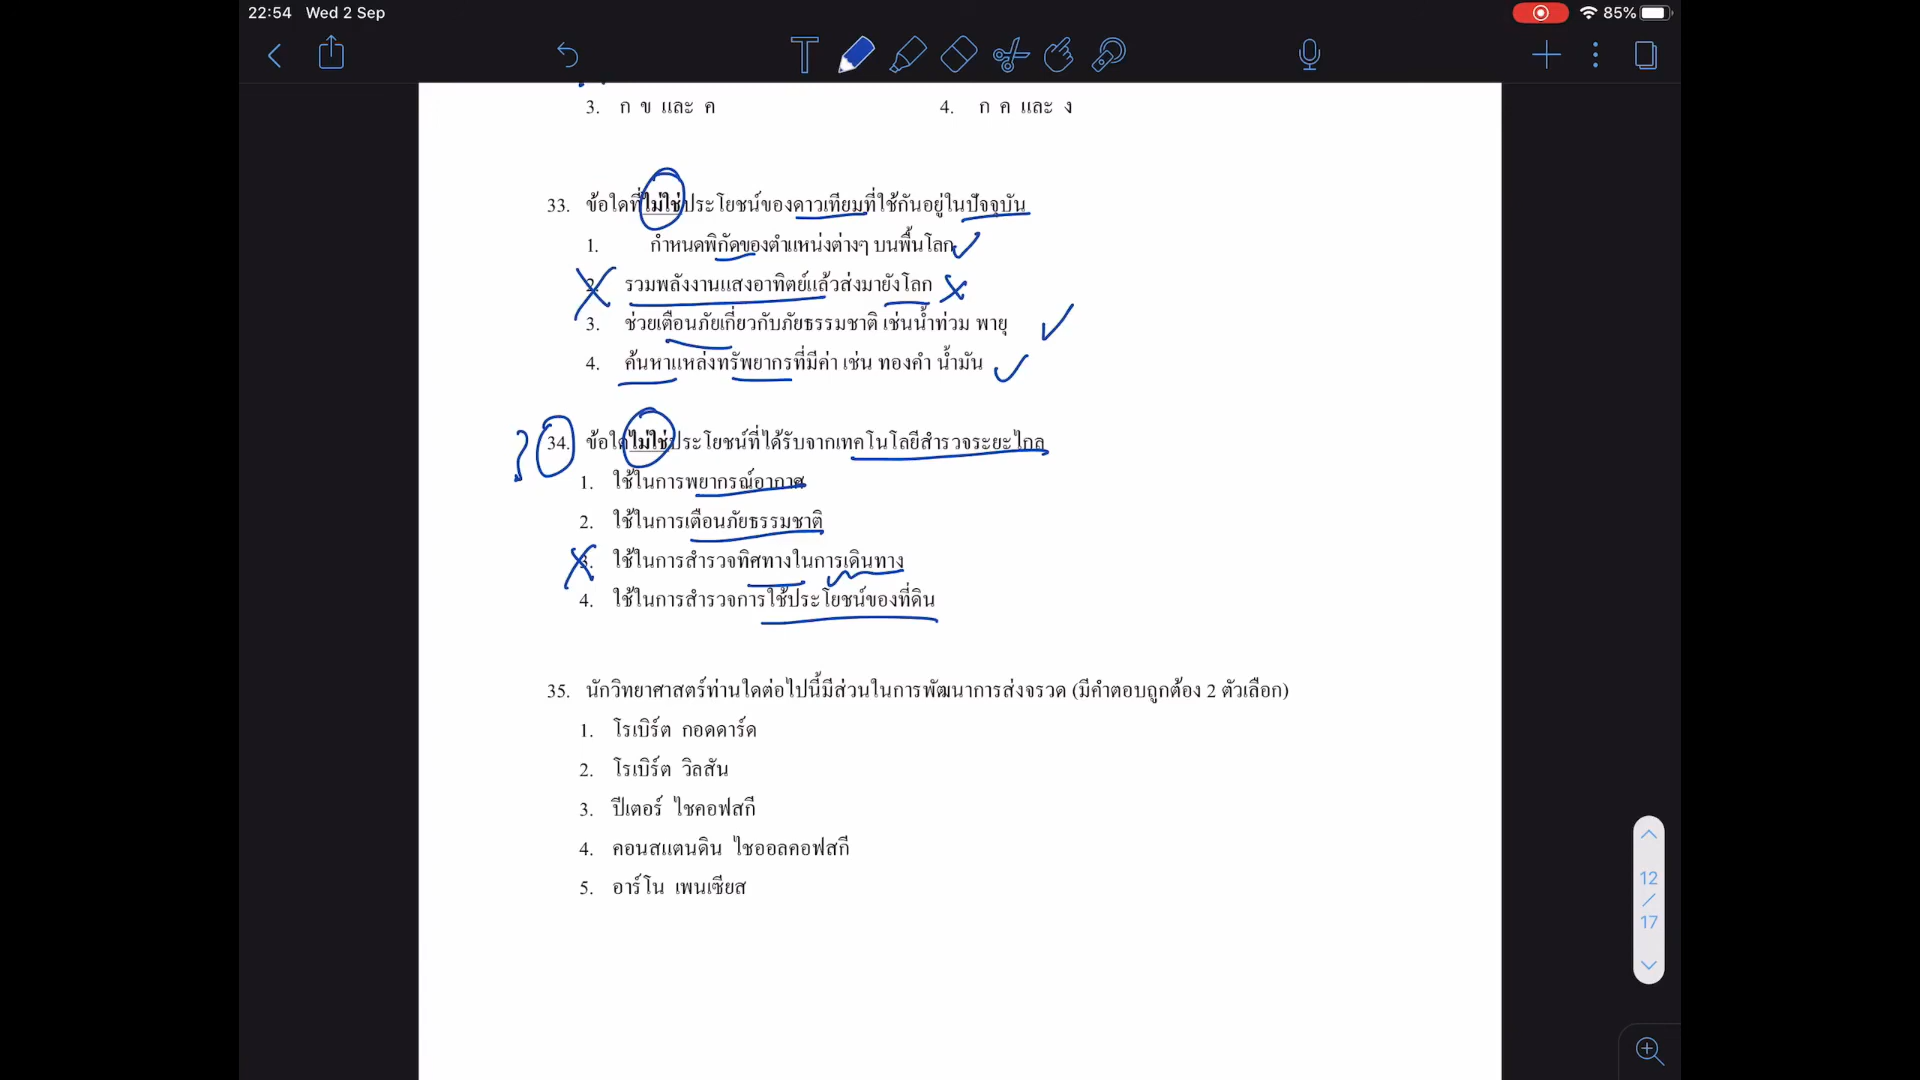 22:54 Wed 2 Sep
85%
3. ก ข และ ค
4. ก ค และ ง
33. ข้อใดที่ไม่ใช่ประโยชน์ของดาวเทียมที่ใช้กันอยู่ในปัจจุบัน
1. กำหนดพิกัดของตำแหน่งต่างๆ บนพื้นโลก
2. รวมพลังงานแสงอาทิตย์แล้วส่งมายังโลก
3. ช่วยเตือนภัยเกี่ยวกับภัยธรรมชาติ เช่นน้ำท่วม พายุ
4. ค้นหาแหล่งทรัพยากรที่มีค่า เช่น ทองคำ น้ำมัน
34. ข้อใดไม่ใช่ประโยชน์ที่ได้รับจากเทคโนโลยีสำรวจระยะไกล
1. ใช้ในการพยากรณ์อากาศ
2. ใช้ในการเตือนภัยธรรมชาติ
3. ใช้ในการสำรวจทิศทางในการเดินทาง
4. ใช้ในการสำรวจการใช้ประโยชน์ของที่ดิน
35. นักวิทยาศาสตร์ท่านใดต่อไปนี้มีส่วนในการพัฒนาการส่งจรวด (มีคำตอบถูกต้อง 2 ตัวเลือก)
1. โรเบิร์ต กอดดาร์ด
2. โรเบิร์ต วิลสัน
3. ปีเตอร์ ไชคอฟสกี
4. คอนสแตนดิน ไชออลคอฟสกี
5. อาร์โน เพนเซียส
12
/
17